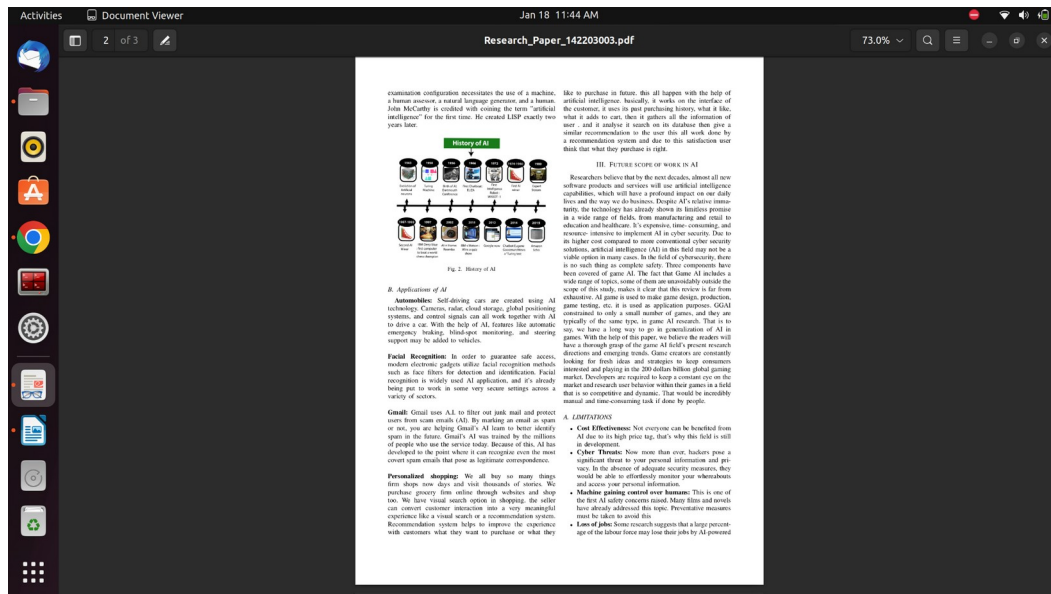 Activities
Document Viewer
Jan 18 11:44 AM
2 of 3
Research_Paper_142203003.pdf
73.0%
examination configuration necessitates the use of a machine,
a human assessor, a natural language generator, and a human.
John McCarthy is credited with coining the term "artificial
intelligence" for the first time. He created LISP exactly two
years later.
History of AI
Fig. 2. History of AI
B. Applications of AI
Automobiles: Self-driving cars are created using AI
technology. Cameras, radar, cloud storage, global positioning
systems, and control signals can all work together with AI
to drive a car. With the help of AI, features like automatic
emergency braking, blind-spot monitoring, and steering
support may be added to vehicles.
Facial Recognition: In order to guarantee safe access,
modern electronic gadgets utilize facial recognition methods
such as face filters for detection and identification. Facial
recognition is widely used AI application, and it's already
being put to work in some very secure settings across a
variety of sectors.
Gmail: Gmail uses A.I. to filter out junk mail and protect
users from scam emails (AI). By marking an email as spam
or not, you are helping Gmail's AI learn to better identify
spam in the future. Gmail's AI was trained by the millions
of people who use the service today. Because of this, AI has
developed to the point where it can recognize even the most
covert spam emails that pose as legitimate correspondence.
Personalized shopping: We all buy so many things
firm shops now days and visit thousands of stories. We
purchase grocery firm online through websites and shop
too. We have visual search option in shopping, the seller
can convert customer interaction into a very meaningful
experience like a visual search or a recommendation system.
Recommendation system helps to improve the experience
with customers what they want to purchase or what they
like to purchase in future. this all happen with the help of
artificial intelligence. basically, it works on the interface of
the customer, it uses its past purchasing history, what it like,
what it adds to cart, then it gathers all the information of
user . and it analyse it search on its database then give a
similar recommendation to the user this all work done by
a recommendation system and due to this satisfaction user
think that what they purchase is right.
III. FUTURE SCOPE OF WORK IN AI
Researchers believe that by the next decades, almost all new
software products and services will use artificial intelligence
capabilities, which will have a profound impact on our daily
lives and the way we do business. Despite AI's relative imma-
turity, the technology has already shown its limitless promise
in a wide range of fields, from manufacturing and retail to
education and healthcare. It's expensive, time- consuming, and
resource- intensive to implement AI in cyber security. Due to
its higher cost compared to more conventional cyber security
solutions, artificial intelligence (AI) in this field may not be a
viable option in many cases. In the field of cybersecurity, there
is no such thing as complete safety. Three components have
been covered of game AI. The fact that Game AI includes a
wide range of topics, some of them are unavoidably outside the
scope of this study, makes it clear that this review is far from
exhaustive. AI game is used to make game design, production,
game testing, etc. it is used as application purposes. GGAI
constrained to only a small number of games, and they are
typically of the same type, in game AI research. That is to
say, we have a long way to go in generalization of AI in
games. With the help of this paper, we believe the readers will
have a thorough grasp of the game AI field's present research
directions and emerging trends. Game creators are constantly
looking for fresh ideas and strategies to keep consumers
interested and playing in the 200 dollars billion global gaming
market. Developers are required to keep a constant eye on the
market and research user behavior within their games in a field
that is so competitive and dynamic. That would be incredibly
manual and time-consuming task if done by people.
A. LIMITATIONS
• Cost Effectiveness: Not everyone can be benefited from
AI due to its high price tag, that's why this field is still
in development.
• Cyber Threats: Now more than ever, hackers pose a
significant threat to your personal information and pri-
vacy. In the absence of adequate security measures, they
would be able to effortlessly monitor your whereabouts
and access your personal information.
• Machine gaining control over humans: This is one of
the first AI safety concerns raised. Many films and novels
have already addressed this topic. Preventative measures
must be taken to avoid this
• Loss of jobs: Some research suggests that a large percent-
age of the labour force may lose their jobs by AI-powered